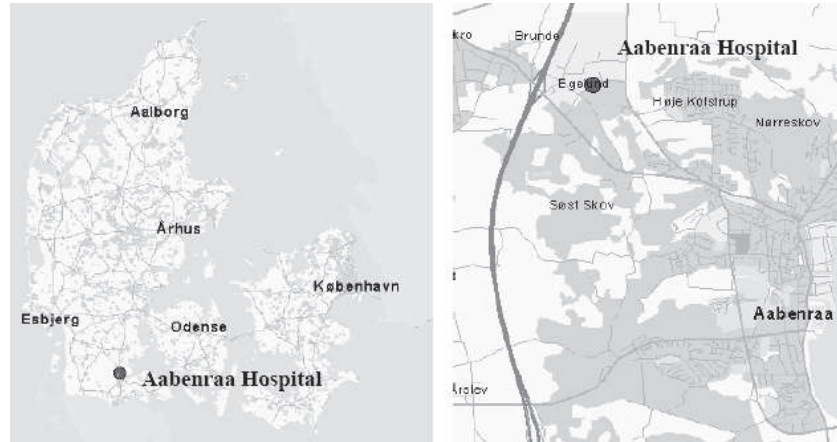 Aalborg
Århus
København
Esbjerg
Odense
Aabenraa Hospital
Brunde
Aabenraa Hospital
Høje Kolstrup
Nørreskov
Søst Skov
Aabenraa
Årslev